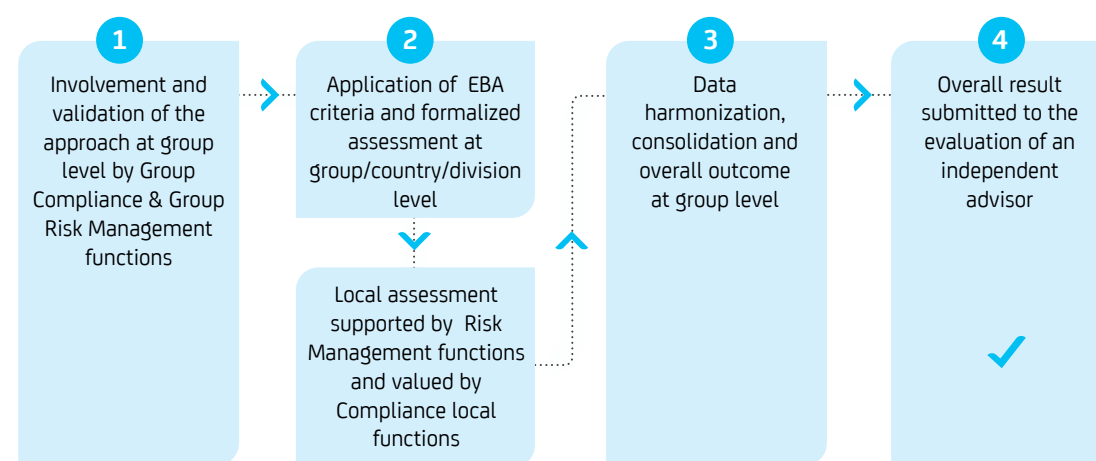 1
Involvement and
validation of the
approach at group
level by Group
Compliance & Group
Risk Management
functions
2
Application of EBA
criteria and formalized
assessment at
group/country/division
level
Local assessment
supported by Risk
Management functions
and valued by
Compliance local
functions
3
Data
harmonization,
consolidation and
overall outcome
at group level
4
Overall result
submitted to the
evaluation of an
independent
advisor